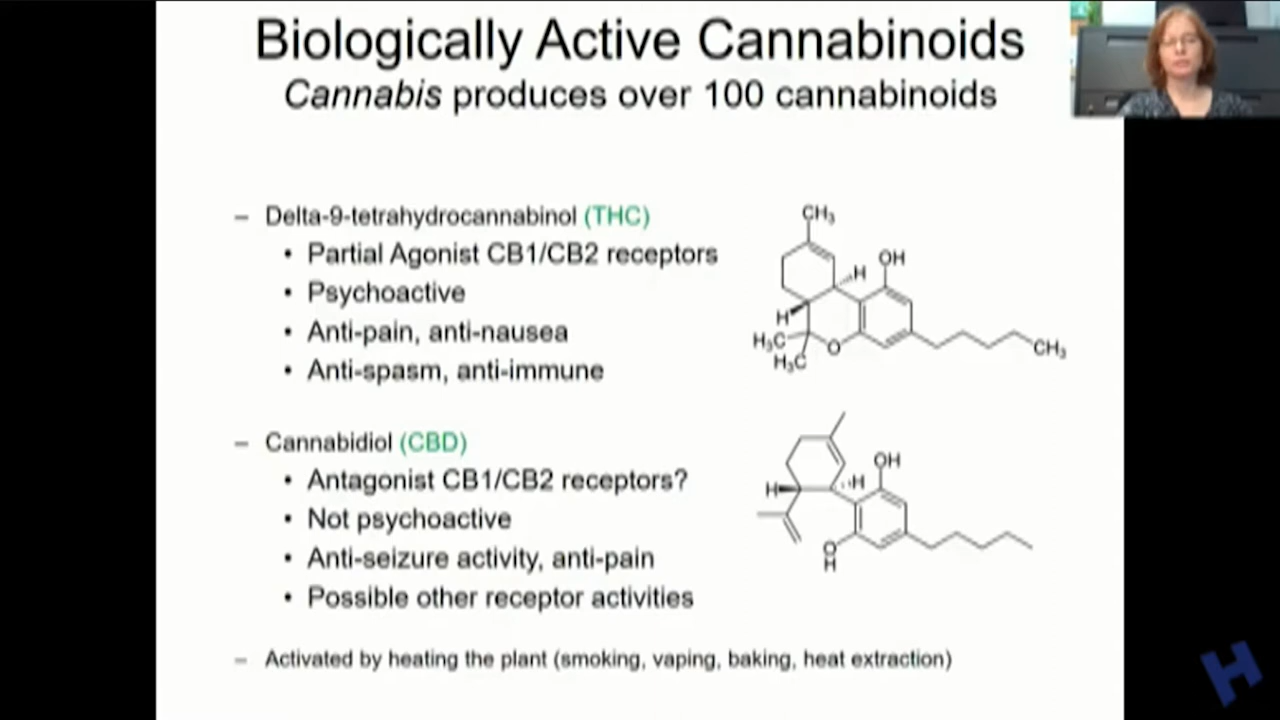 Biologically Active Cannabinoids
Cannabis produces over 100 cannabinoids
– Delta-9-tetrahydrocannabinol (THC)
• Partial Agonist CB1/CB2 receptors
• Psychoactive
• Anti-pain, anti-nausea
• Anti-spasm, anti-immune
CH₃
OH
H
H
H₃C
H₃C
O
CH₃
– Cannabidiol (CBD)
• Antagonist CB1/CB2 receptors?
• Not psychoactive
• Anti-seizure activity, anti-pain
• Possible other receptor activities
OH
H
H
O
H
– Activated by heating the plant (smoking, vaping, baking, heat extraction)
H